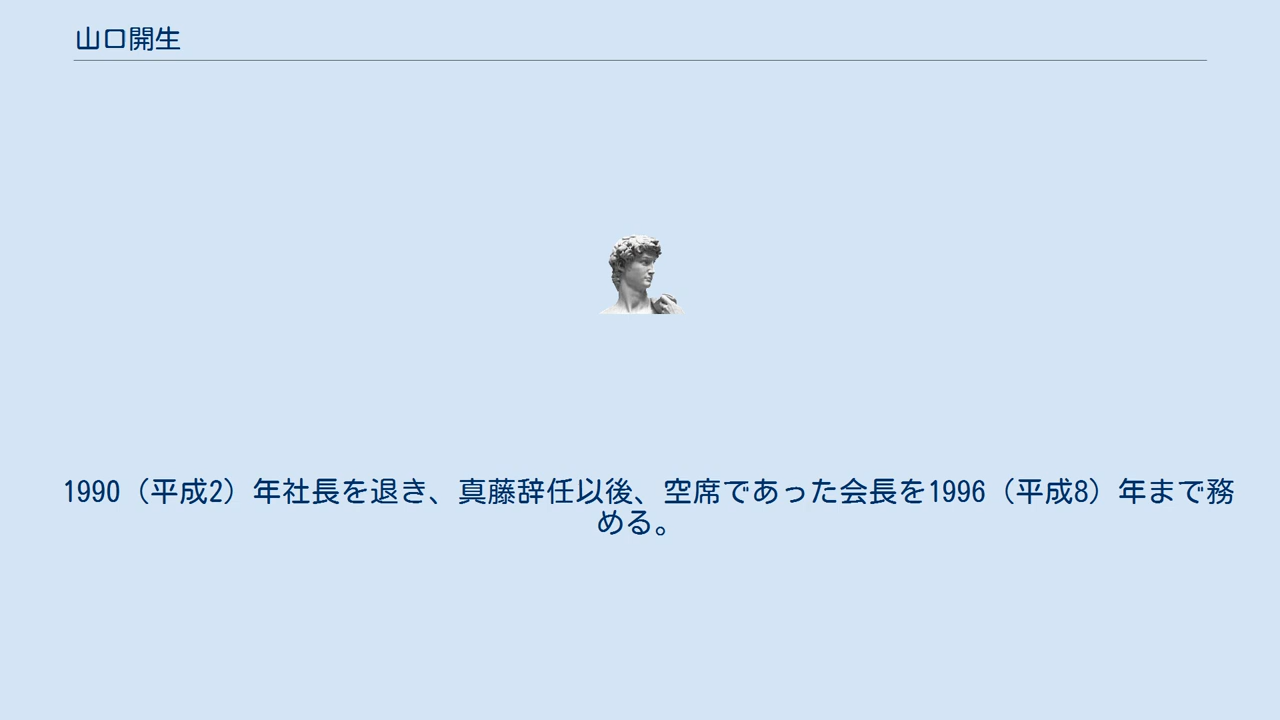 山口開生
1990（平成2）年社長を退き、真藤辞任以後、空席であった会長を1996（平成8）年まで務
める。